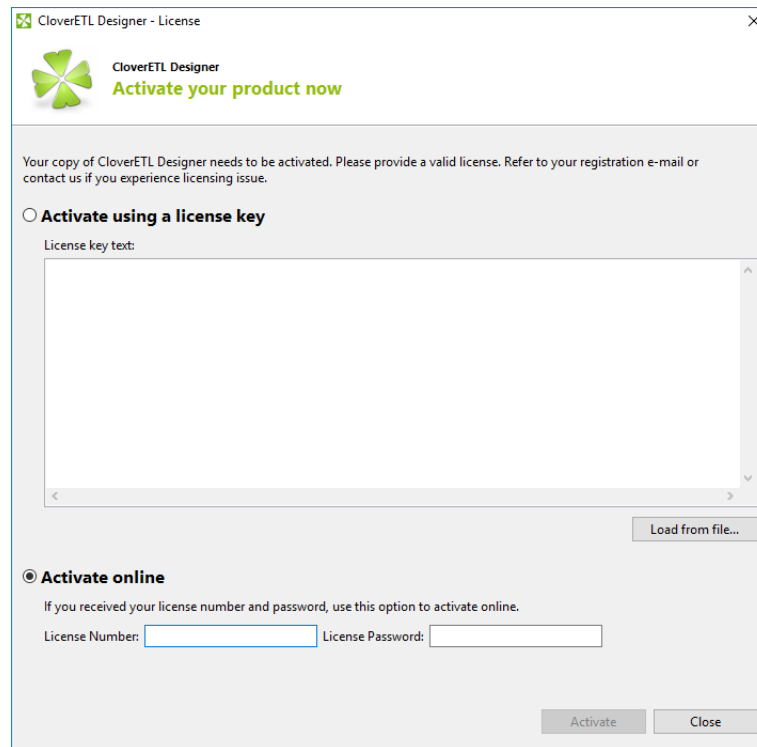 CloverETL Designer - License
CloverETL Designer
Activate your product now
Your copy of CloverETL Designer needs to be activated. Please provide a valid license. Refer to your registration e-mail or
contact us if you experience licensing issue.
Activate using a license key
License key text:
Load from file...
Activate online
If you received your license number and password, use this option to activate online.
License Number: License Password:
Activate Close